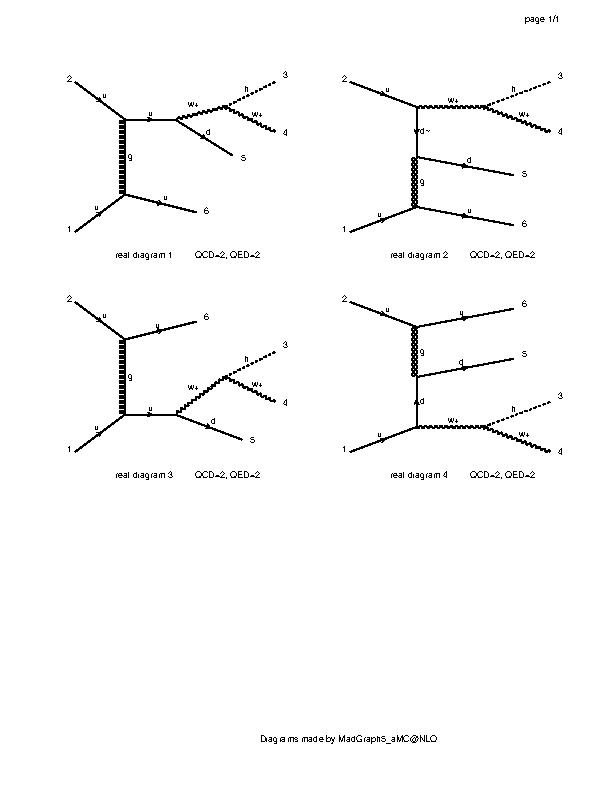 page 1/1
2 u w+ h 3
u w+ 4
d 5
g
u 6
1 u
real diagram 1 QCD=2, QED=2
2 u w+ h 3
w+ 4
d~
d 5
g
u 6
1 u
real diagram 2 QCD=2, QED=2
2 u u 6
g
h 3
w+ w+ 4
u
d 5
1 u
real diagram 3 QCD=2, QED=2
2 u u 6
g
d 5
d
h 3
w+ w+ 4
1 u
real diagram 4 QCD=2, QED=2
Diagrams made by MadGraph5_aMC@NLO